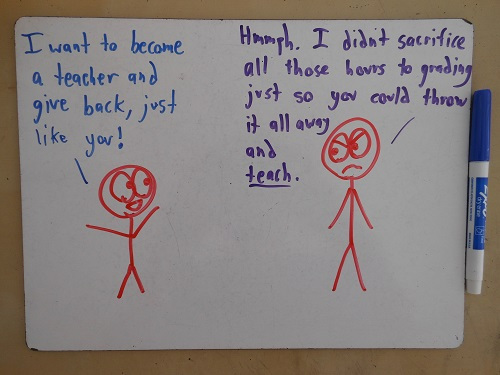 I want to become
a teacher and
give back, just
like you!
Hmmph. I didn't sacrifice
all those hours to grading
just so you could throw
it all away
and
teach.
EXPO